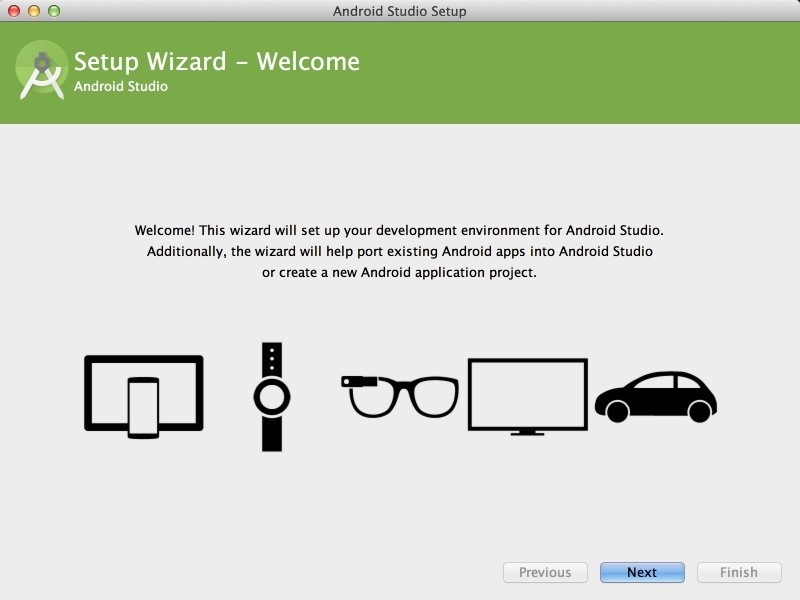 Android Studio Setup
Setup Wizard – Welcome
Android Studio
Welcome! This wizard will set up your development environment for Android Studio.
Additionally, the wizard will help port existing Android apps into Android Studio
or create a new Android application project.
Previous
Next
Finish